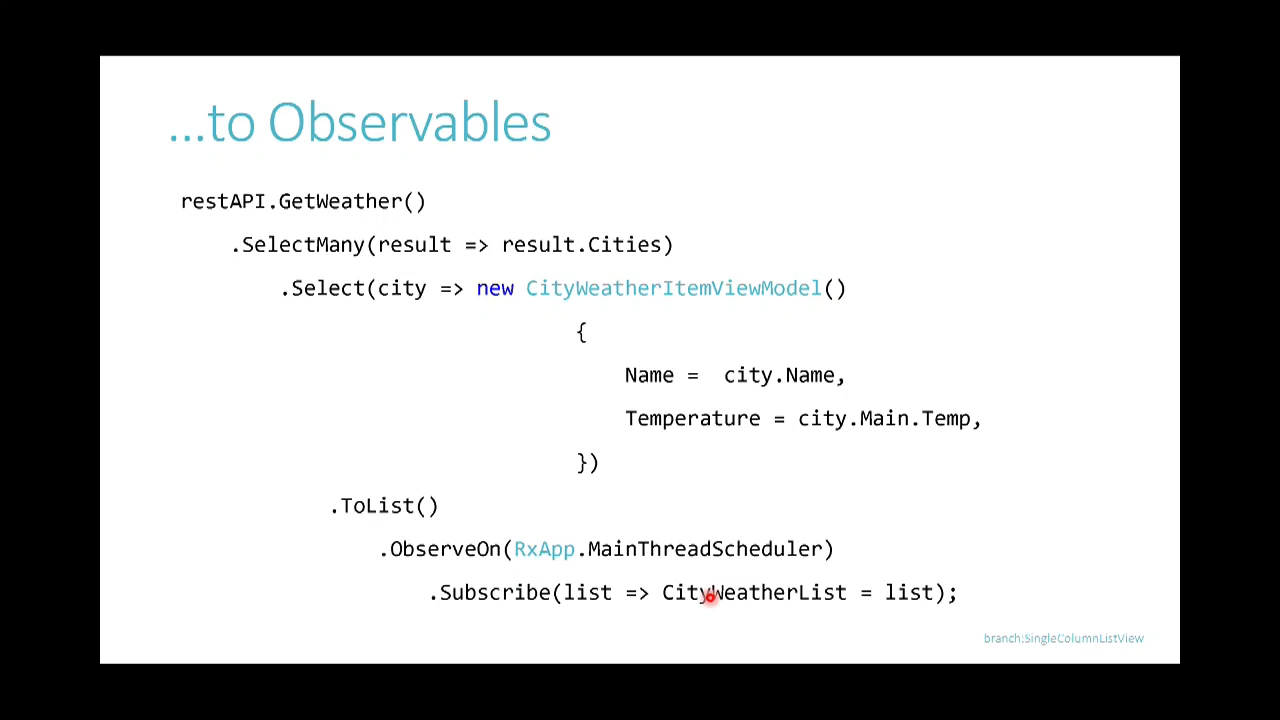 ...to Observables
restAPI.GetWeather()
.SelectMany(result => result.Cities)
.Select(city => new CityWeatherItemViewModel()
{
Name =  city.Name,
Temperature = city.Main.Temp,
})
.ToList()
.ObserveOn(RxApp.MainThreadScheduler)
.Subscribe(list => CityWeatherList = list);
branch:SingleColumnListView